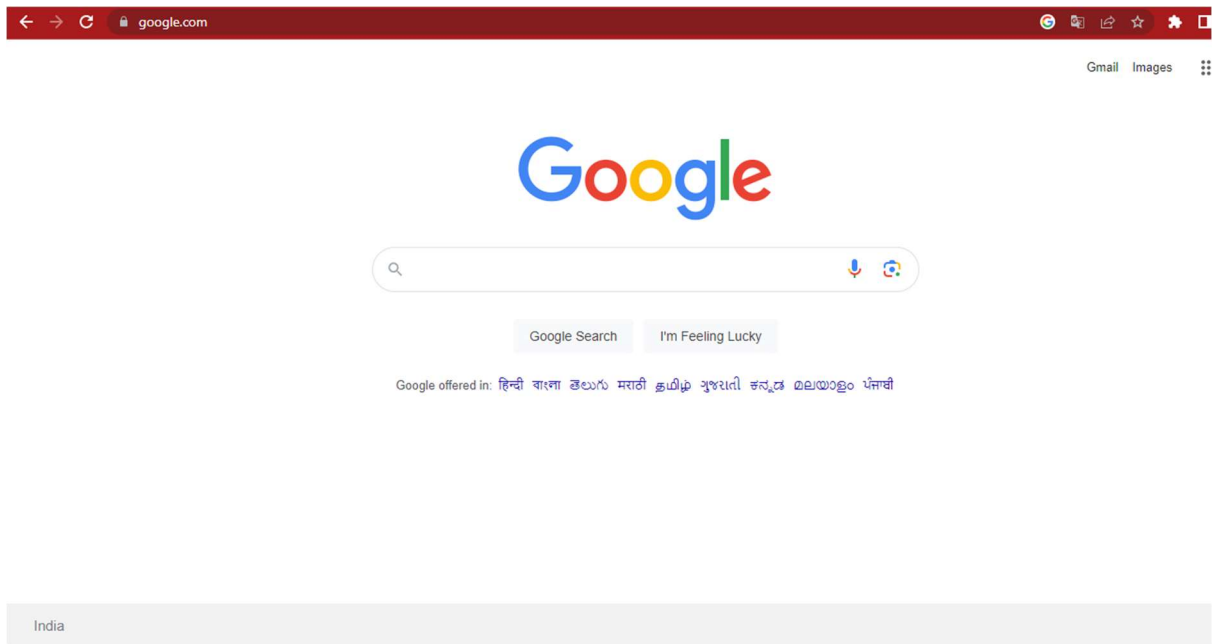 google.com
Gmail Images
Google
Google Search I'm Feeling Lucky
Google offered in: हिन्दी বাংলা తెలుగు मराठी தமிழ் ગુજરાતી ಕನ್ನಡ മലയാളം ਪੰਜਾਬੀ
India